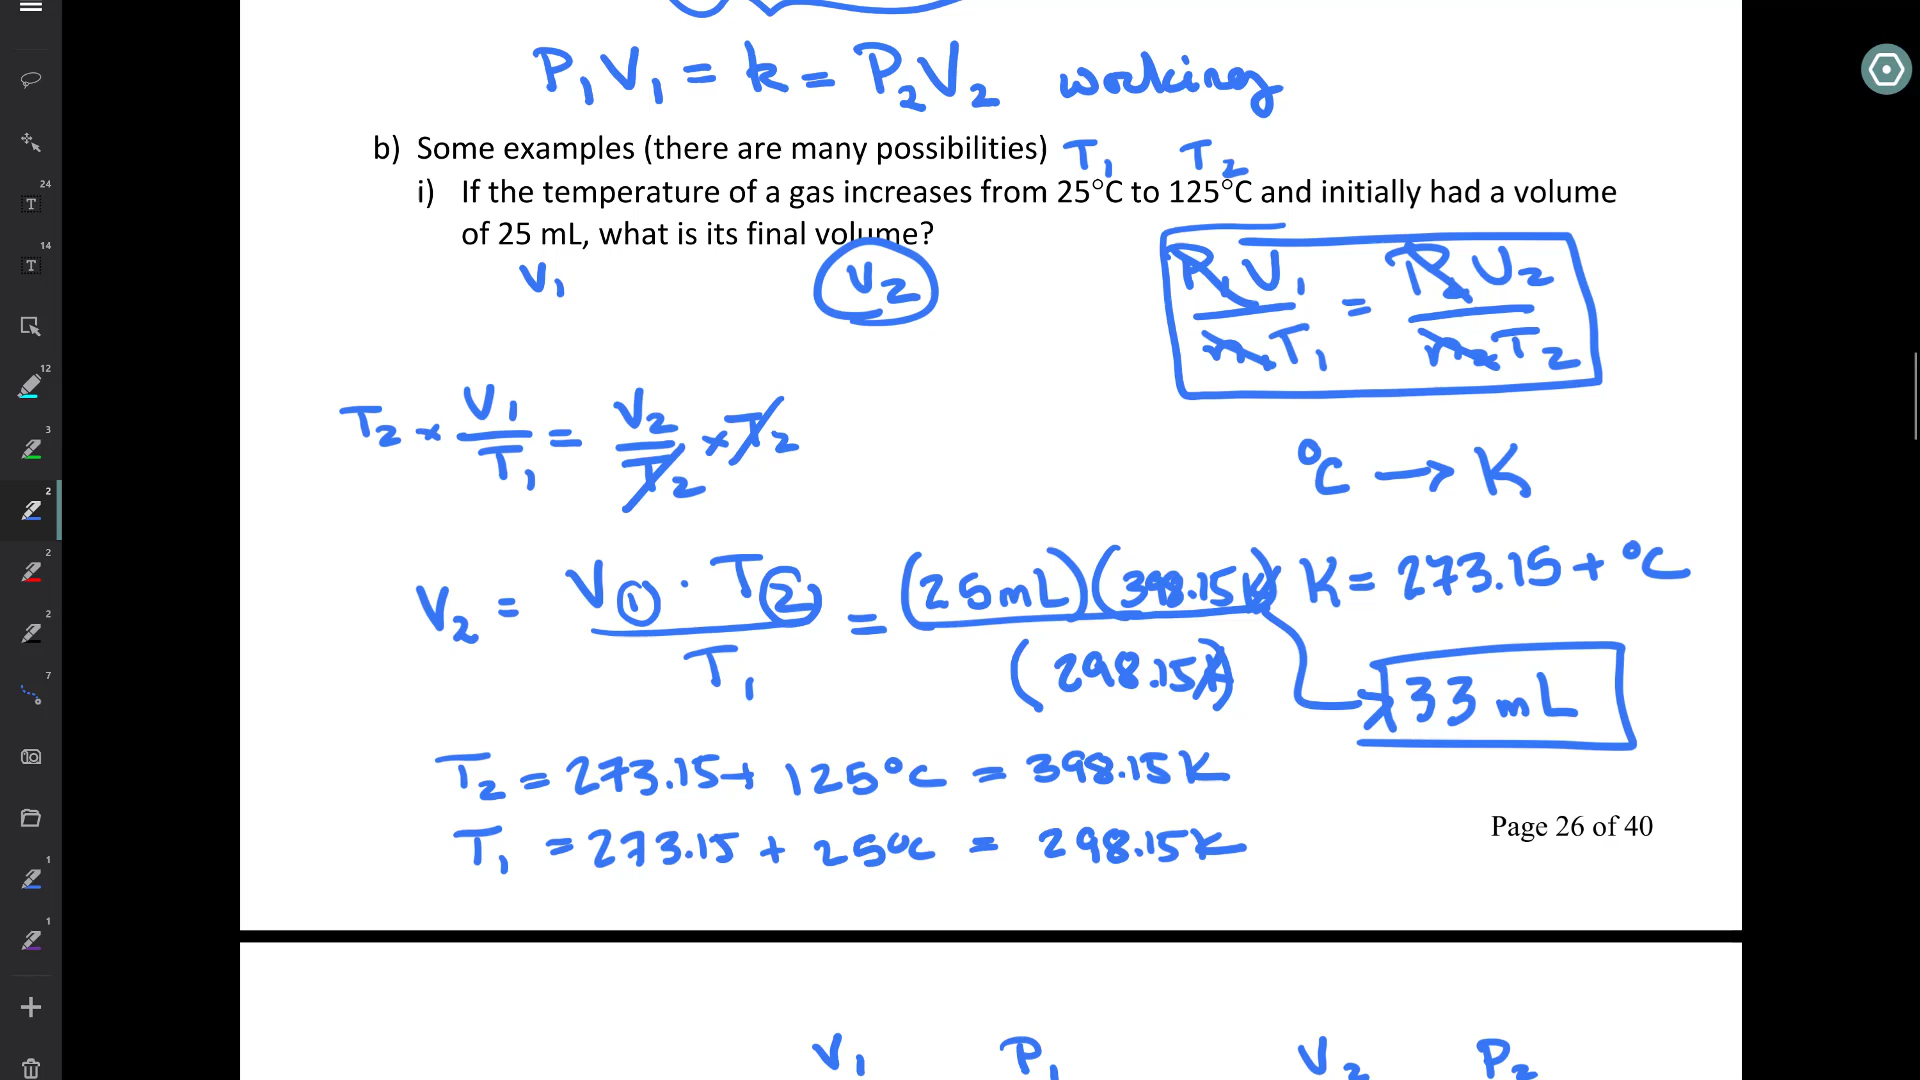 P₁V₁ = k = P₂V₂ working
b) Some examples (there are many possibilities) T₁ T₂
i) If the temperature of a gas increases from 25°C to 125°C and initially had a volume
of 25 mL, what is its final volume?
V₁ V₂
P₁V₁ / n₁T₁ = P₂V₂ / n₂T₂
T₂ × V₁ / T₁ = V₂ / T₂ × T₂
°C → K
V₂ = V₁ · T₂ / T₁ = (25mL)(398.15K) / (298.15K)
K = 273.15 + °C
33 mL
T₂ = 273.15 + 125°C = 398.15K
T₁ = 273.15 + 25°C = 298.15K
Page 26 of 40
V₁ P₁ V₂ P₂
24
14
12
3
2
2
2
7
1
1